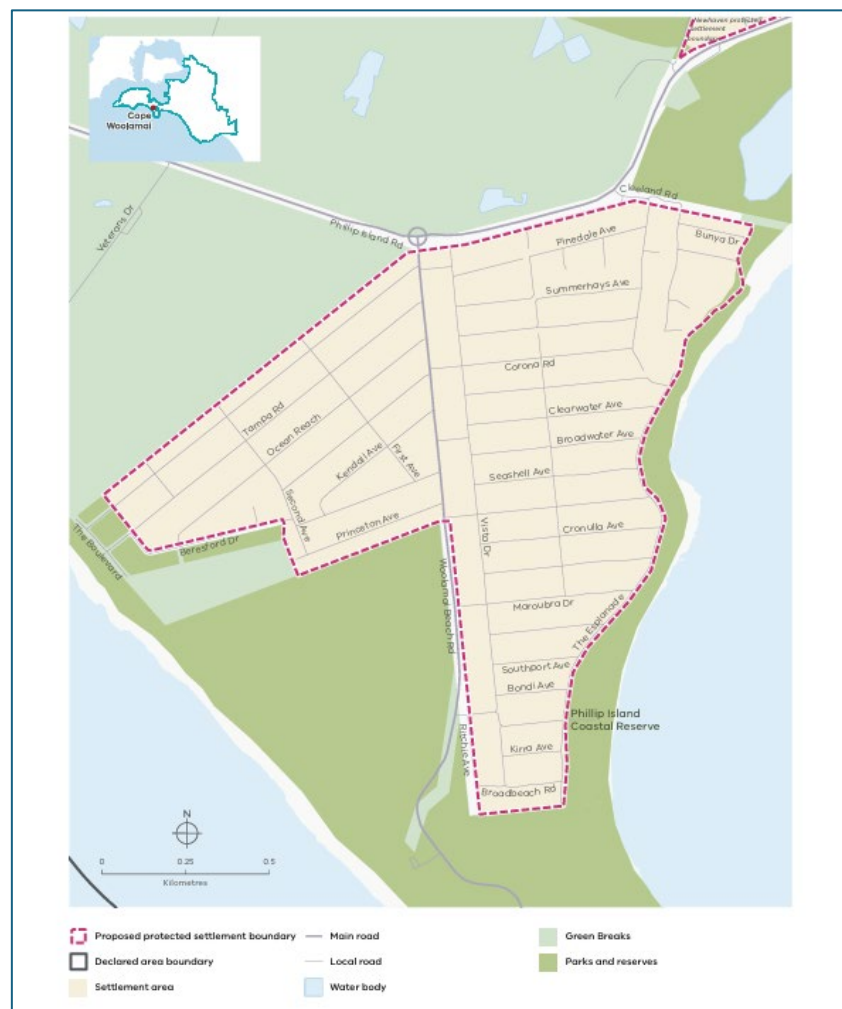 Newhaven protected
settlement
boundary
Cape
Woolamai
Cleeland Rd
Phillip Island Rd
Veterans Dr
Pinedale Ave
Bunya Dr
Summerhays Ave
Corona Rd
Tampa Rd
Ocean Reach
Clearwater Ave
Broadwater Ave
Kendall Ave
First Ave
Seashell Ave
Second Ave
Princeton Ave
Vista Dr
Cronulla Ave
The Boulevard
Beresford Dr
Woolamai Beach Rd
Maroubra Dr
The Esplanade
Southport Ave
Bondi Ave
Phillip Island
Coastal Reserve
Ritchie Ave
Kirra Ave
Broadbeach Rd
N
0 0.25 0.5
Kilometres
Proposed protected settlement boundary
Main road
Green Breaks
Declared area boundary
Local road
Parks and reserves
Settlement area
Water body